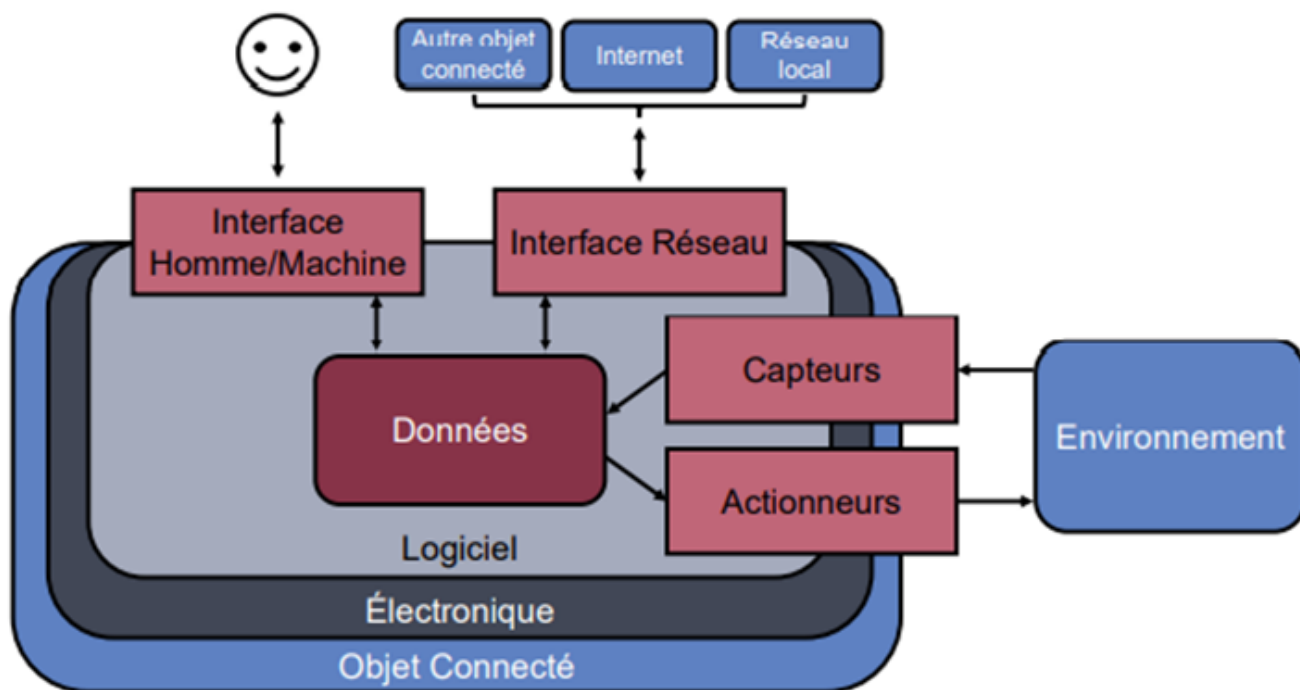 Autre objet
connecté
Internet
Réseau
local
Interface
Homme/Machine
Interface Réseau
Capteurs
Données
Environnement
Actionneurs
Logiciel
Électronique
Objet Connecté